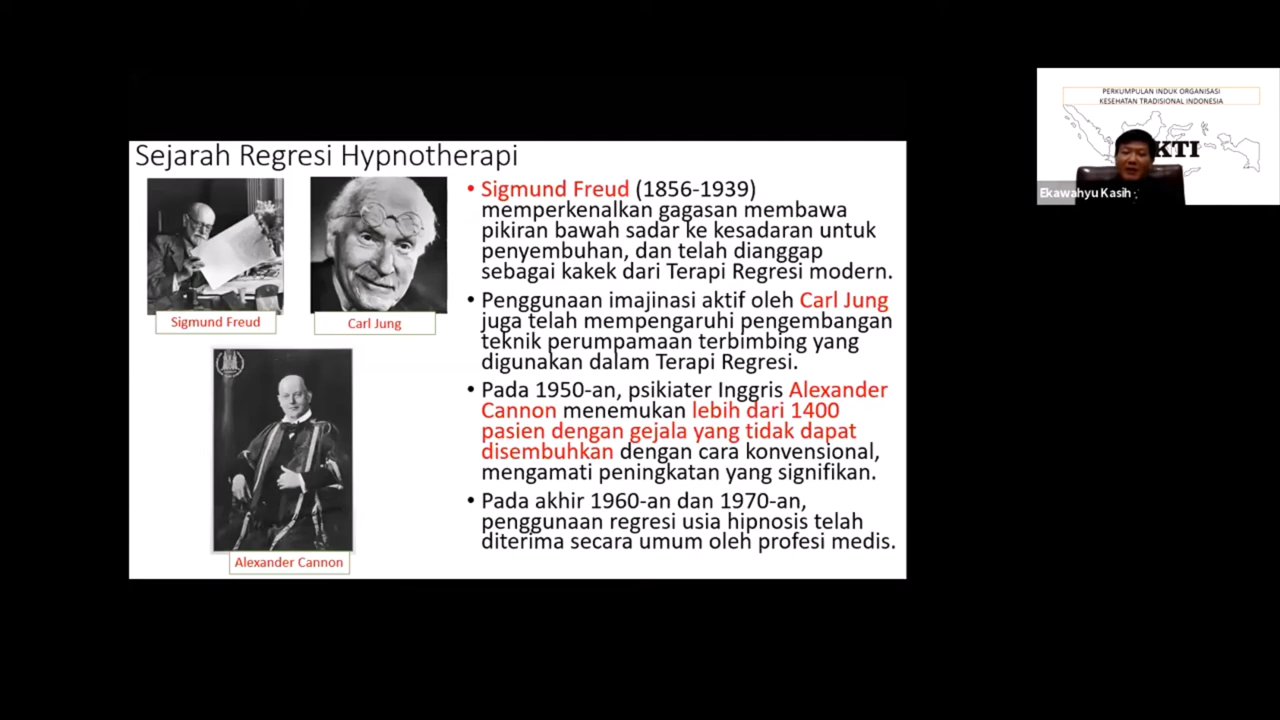 Sejarah Regresi Hypnotherapi
Sigmund Freud
Carl Jung
Alexander Cannon
• Sigmund Freud (1856-1939)
memperkenalkan gagasan membawa
pikiran bawah sadar ke kesadaran untuk
penyembuhan, dan telah dianggap
sebagai kakek dari Terapi Regresi modern.
• Penggunaan imajinasi aktif oleh Carl Jung
juga telah mempengaruhi pengembangan
teknik perumpamaan terbimbing yang
digunakan dalam Terapi Regresi.
• Pada 1950-an, psikiater Inggris Alexander
Cannon menemukan lebih dari 1400
pasien dengan gejala yang tidak dapat
disembuhkan dengan cara konvensional,
mengamati peningkatan yang signifikan.
• Pada akhir 1960-an dan 1970-an,
penggunaan regresi usia hipnosis telah
diterima secara umum oleh profesi medis.
PERKUMPULAN INDUK ORGANISASI
KESEHATAN TRADISIONAL INDONESIA
KTI
Ekawahyu Kasih